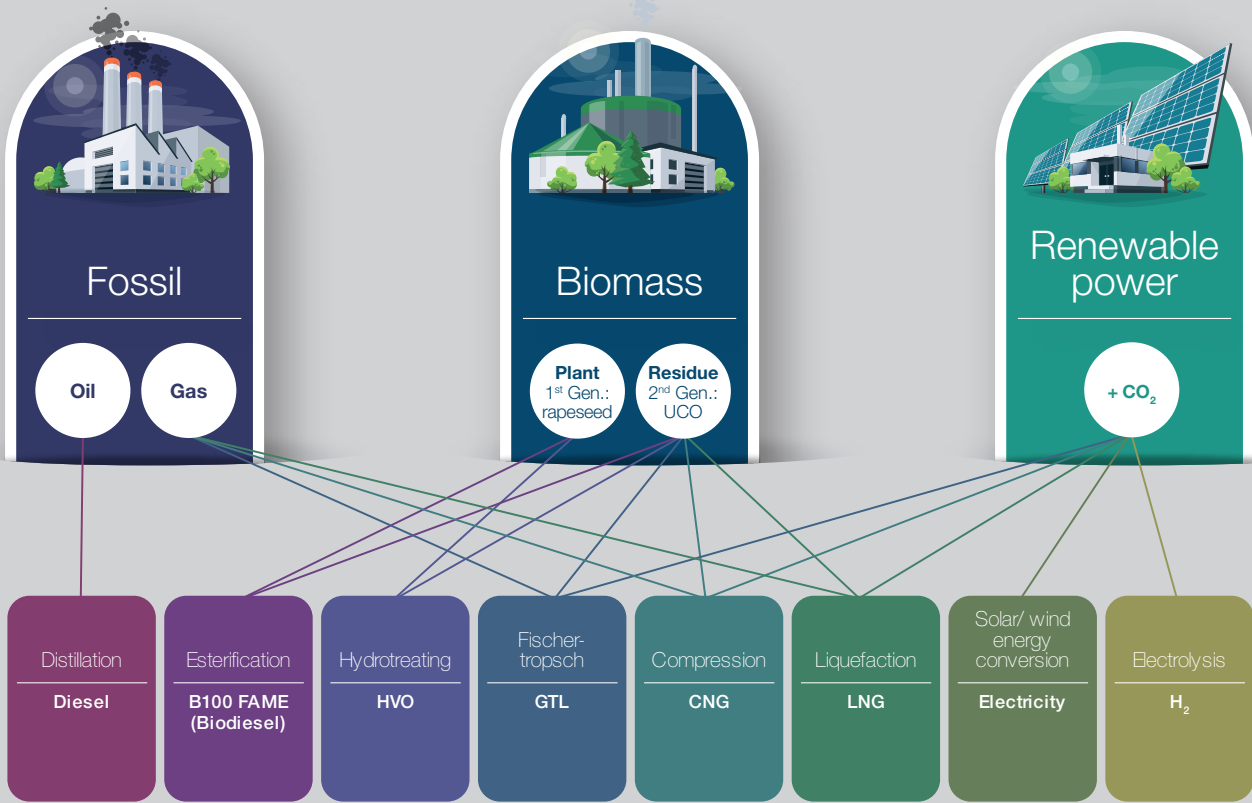 Fossil
Oil
Gas
Biomass
Plant
1st Gen.:
rapeseed
Residue
2nd Gen.:
UCO
Renewable
power
+ CO₂
Distillation
Diesel
Esterification
B100 FAME
(Biodiesel)
Hydrotreating
HVO
Fischer-
tropsch
GTL
Compression
CNG
Liquefaction
LNG
Solar/ wind
energy
conversion
Electricity
Electrolysis
H₂